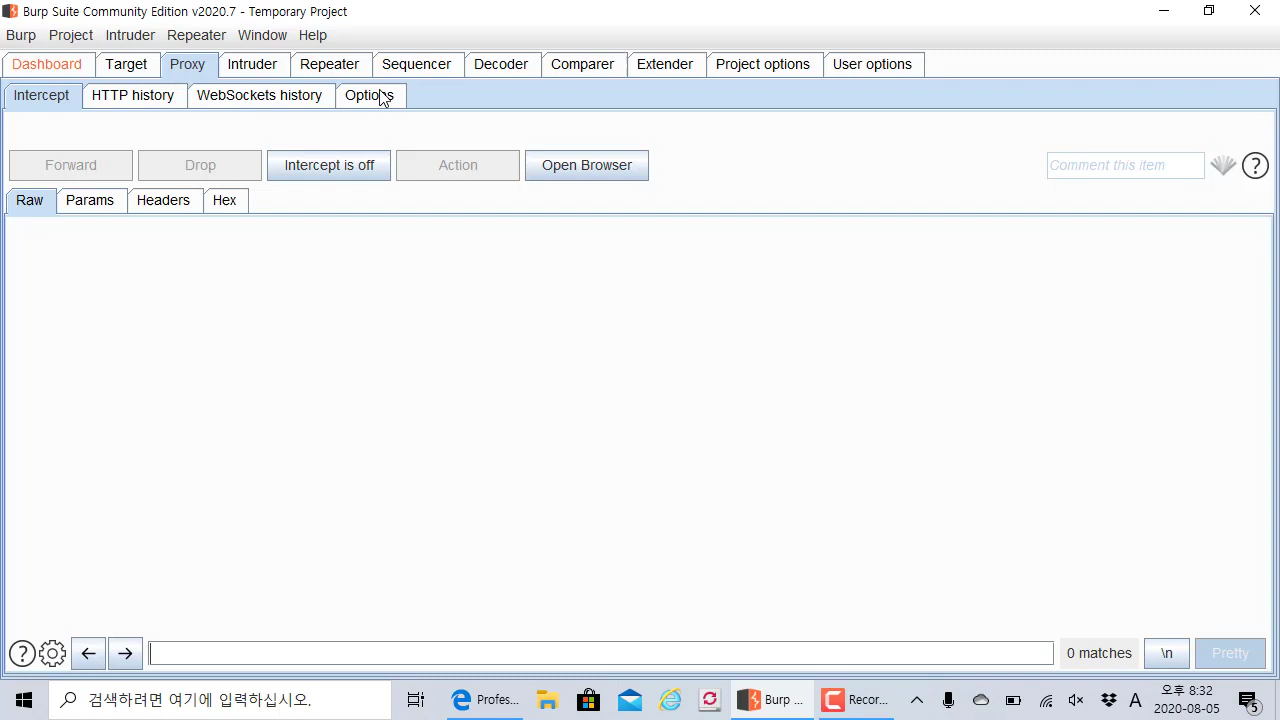 Burp Suite Community Edition v2020.7 - Temporary Project
Burp Project Intruder Repeater Window Help
Dashboard Target Proxy Intruder Repeater Sequencer Decoder Comparer Extender Project options User options
Intercept HTTP history WebSockets history Options
Forward Drop Intercept is off Action Open Browser Comment this item ?
Raw Params Headers Hex
? 0 matches \n Pretty
검색하려면 여기에 입력하십시오. Profes... Burp ... Recor... A 오후 8:32
2020-08-05 5